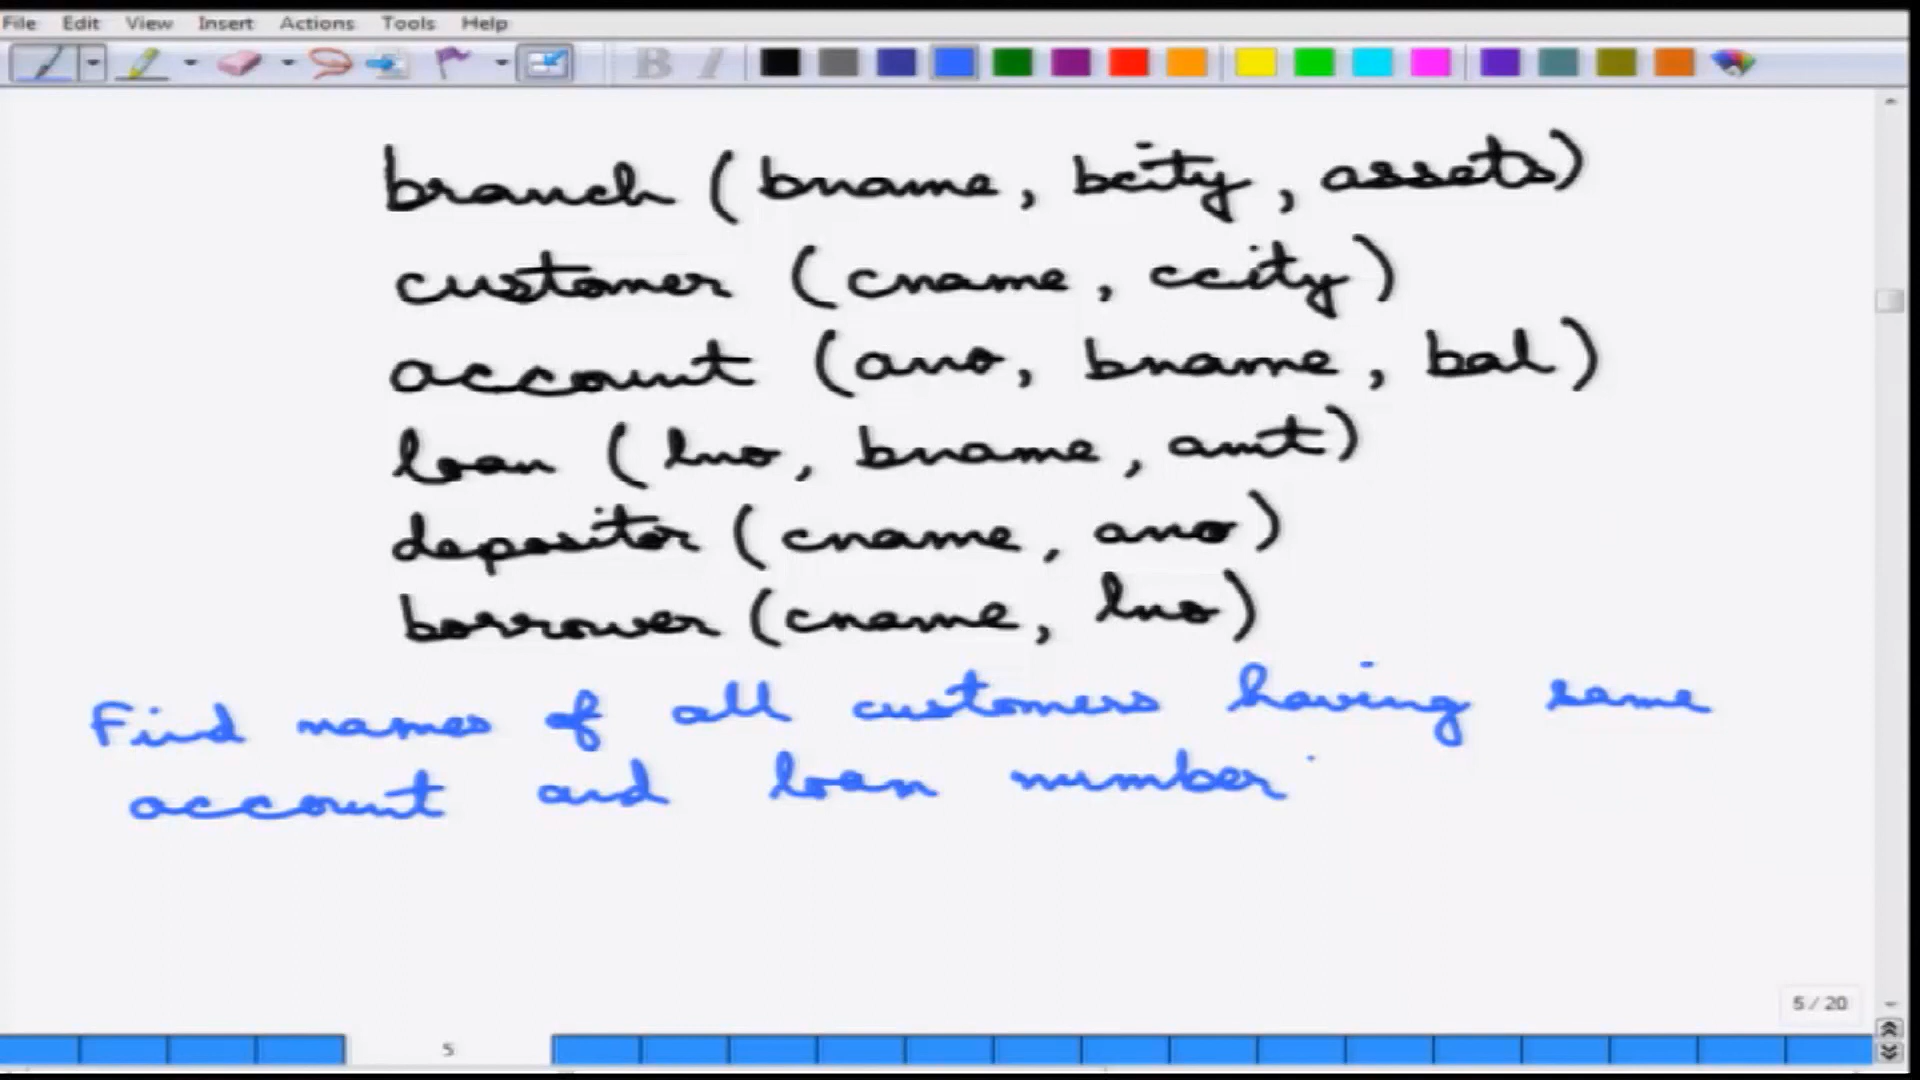 File Edit View Insert Actions Tools Help
B I
branch (bname, bcity, assets)
customer (cname, ccity)
account (ano, bname, bal)
loan (lno, bname, amt)
depositor (cname, ano)
borrower (cname, lno)
Find names of all customers having same
account and loan number
5 / 20
5